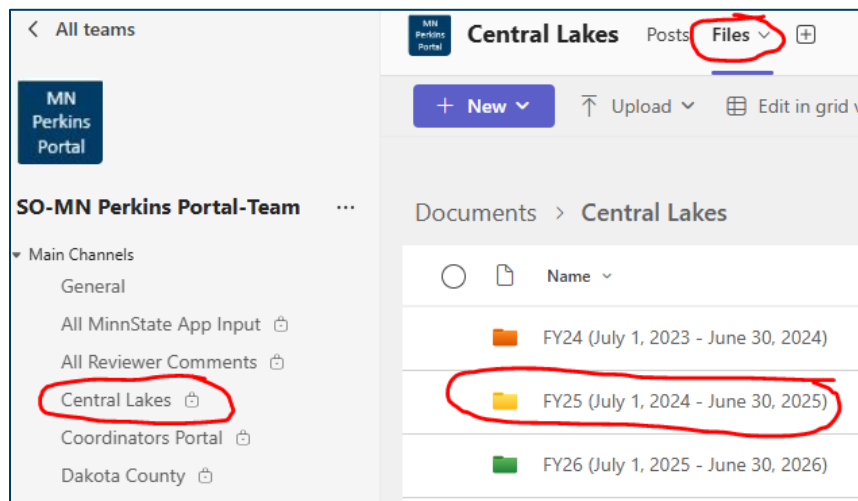 All teams
MN
Perkins
Portal
SO-MN Perkins Portal-Team ...
Main Channels
General
All MinnState App Input
All Reviewer Comments
Central Lakes
Coordinators Portal
Dakota County
MN
Perkins
Portal
Central Lakes Posts Files
+ New Upload Edit in grid v
Documents > Central Lakes
Name
FY24 (July 1, 2023 - June 30, 2024)
FY25 (July 1, 2024 - June 30, 2025)
FY26 (July 1, 2025 - June 30, 2026)